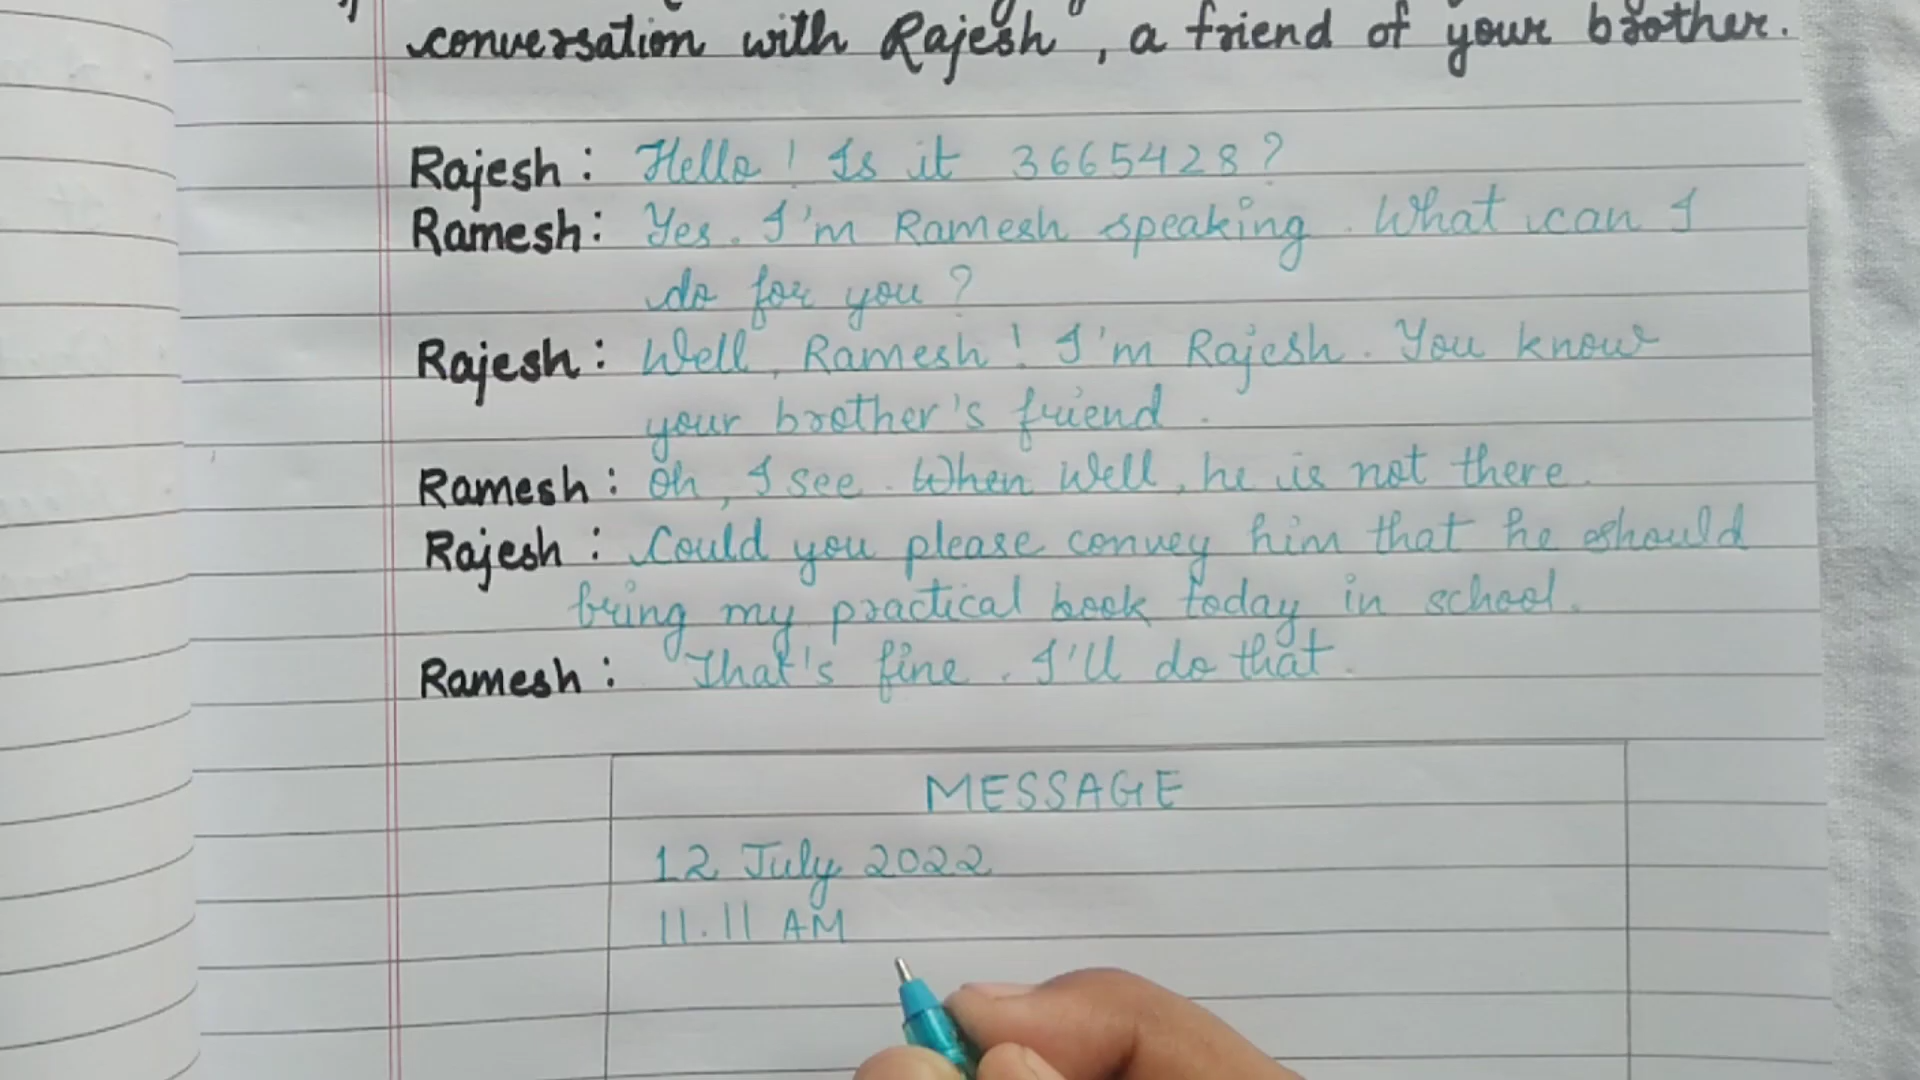 conversation with Rajesh, a friend of your brother.
Rajesh: Hello! Is it 3665428?
Ramesh: Yes. I'm Ramesh speaking. What can I
do for you?
Rajesh: Well, Ramesh! I'm Rajesh. You know
your brother's friend.
Ramesh: Oh, I see. When Well, he is not there.
Rajesh: Could you please convey him that he should
bring my practical book today in school.
Ramesh: That's fine. I'll do that.
MESSAGE
12 July 2022
11.11 AM